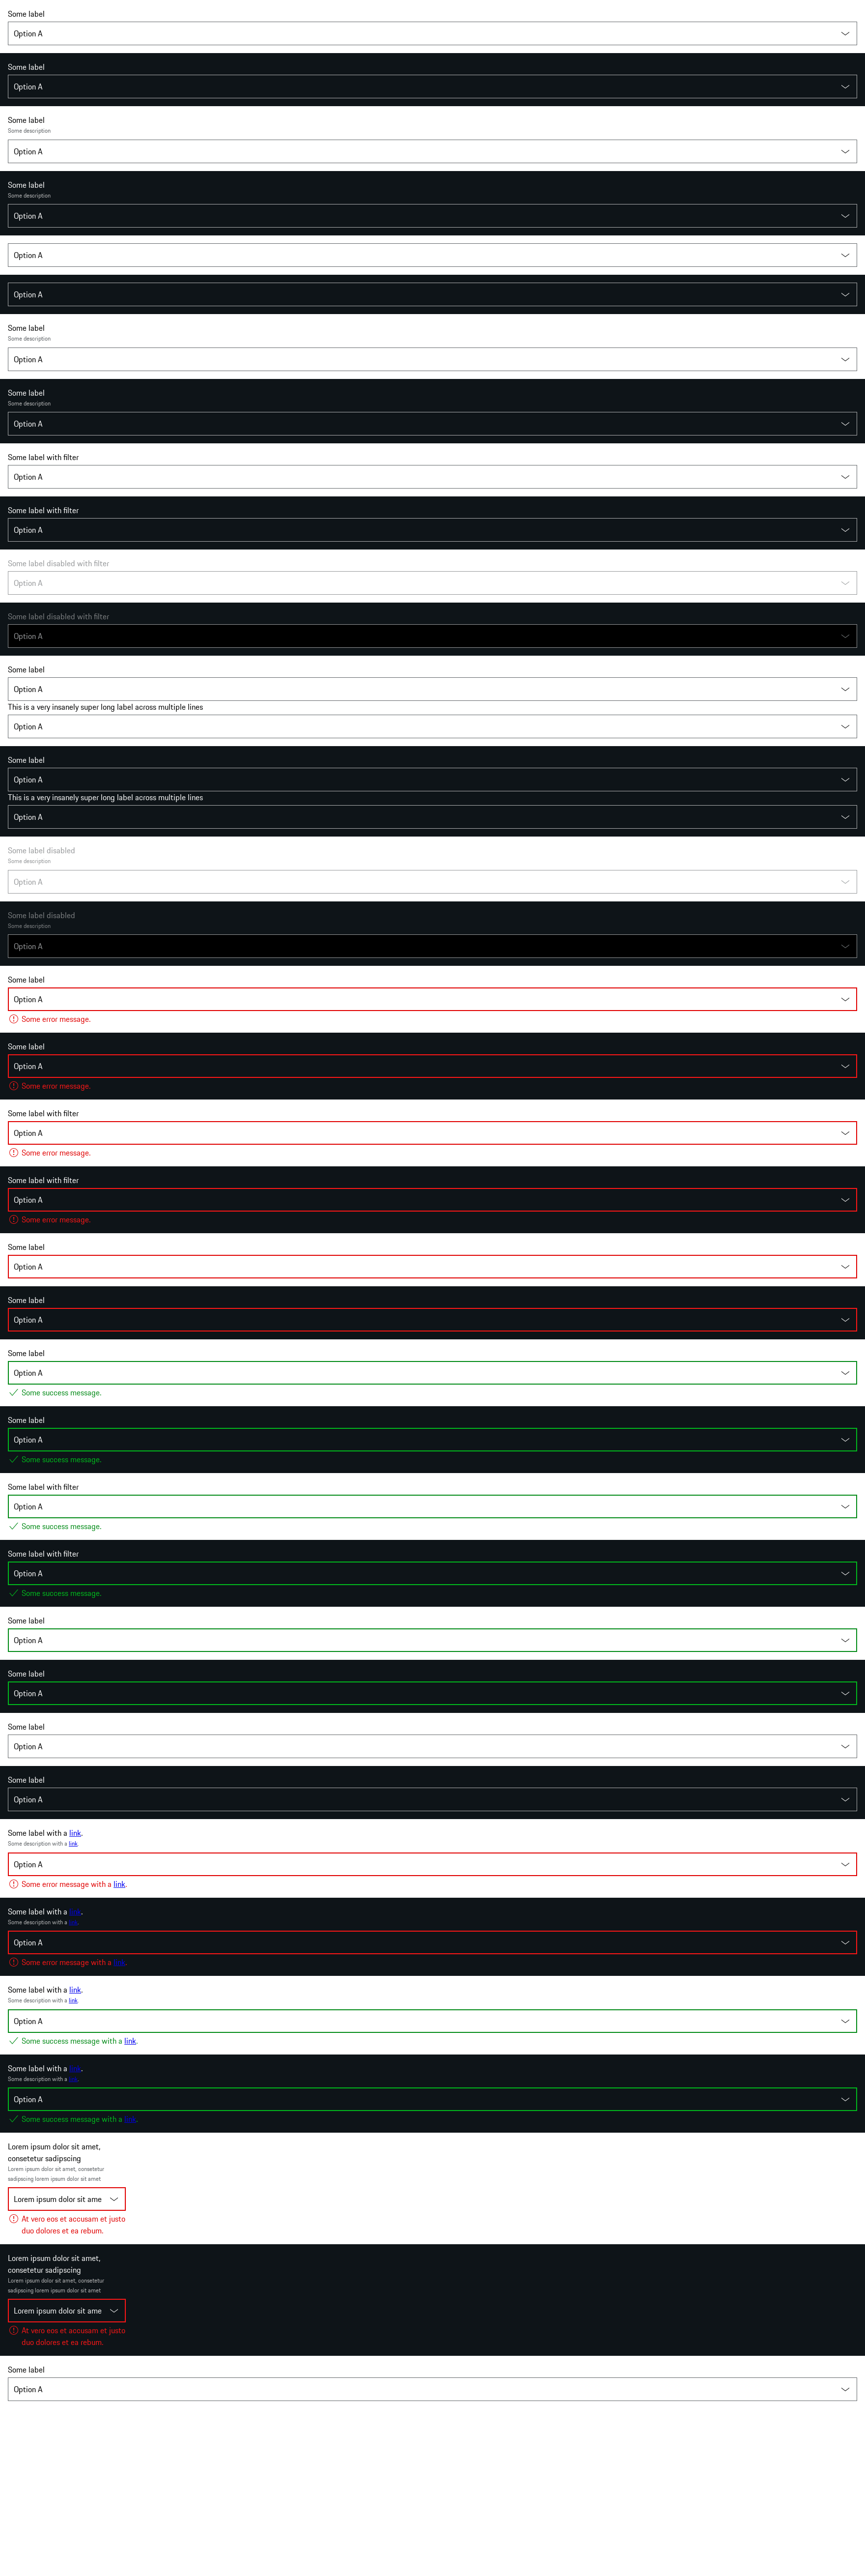 Some label
Option A
Some label
Option A
Some label
Some description
Option A
Some label
Some description
Option A
Option A
Option A
Some label
Some description
Option A
Some label
Some description
Option A
Some label with filter
Option A
Some label with filter
Option A
Some label disabled with filter
Option A
Some label disabled with filter
Option A
Some label
Option A
This is a very insanely super long label across multiple lines
Option A
Some label
Option A
This is a very insanely super long label across multiple lines
Option A
Some label disabled
Some description
Option A
Some label disabled
Some description
Option A
Some label
Option A
Some error message.
Some label
Option A
Some error message.
Some label with filter
Option A
Some error message.
Some label with filter
Option A
Some error message.
Some label
Option A
Some label
Option A
Some label
Option A
Some success message.
Some label
Option A
Some success message.
Some label with filter
Option A
Some success message.
Some label with filter
Option A
Some success message.
Some label
Option A
Some label
Option A
Some label
Option A
Some label
Option A
Some label with a link.
Some description with a link.
Option A
Some error message with a link.
Some label with a link.
Some description with a link.
Option A
Some error message with a link.
Some label with a link.
Some description with a link.
Option A
Some success message with a link.
Some label with a link.
Some description with a link.
Option A
Some success message with a link.
Lorem ipsum dolor sit amet,
consetetur sadipscing
Lorem ipsum dolor sit amet, consetetur
sadipscing lorem ipsum dolor sit amet
Lorem ipsum dolor sit ame
At vero eos et accusam et justo
duo dolores et ea rebum.
Lorem ipsum dolor sit amet,
consetetur sadipscing
Lorem ipsum dolor sit amet, consetetur
sadipscing lorem ipsum dolor sit amet
Lorem ipsum dolor sit ame
At vero eos et accusam et justo
duo dolores et ea rebum.
Some label
Option A